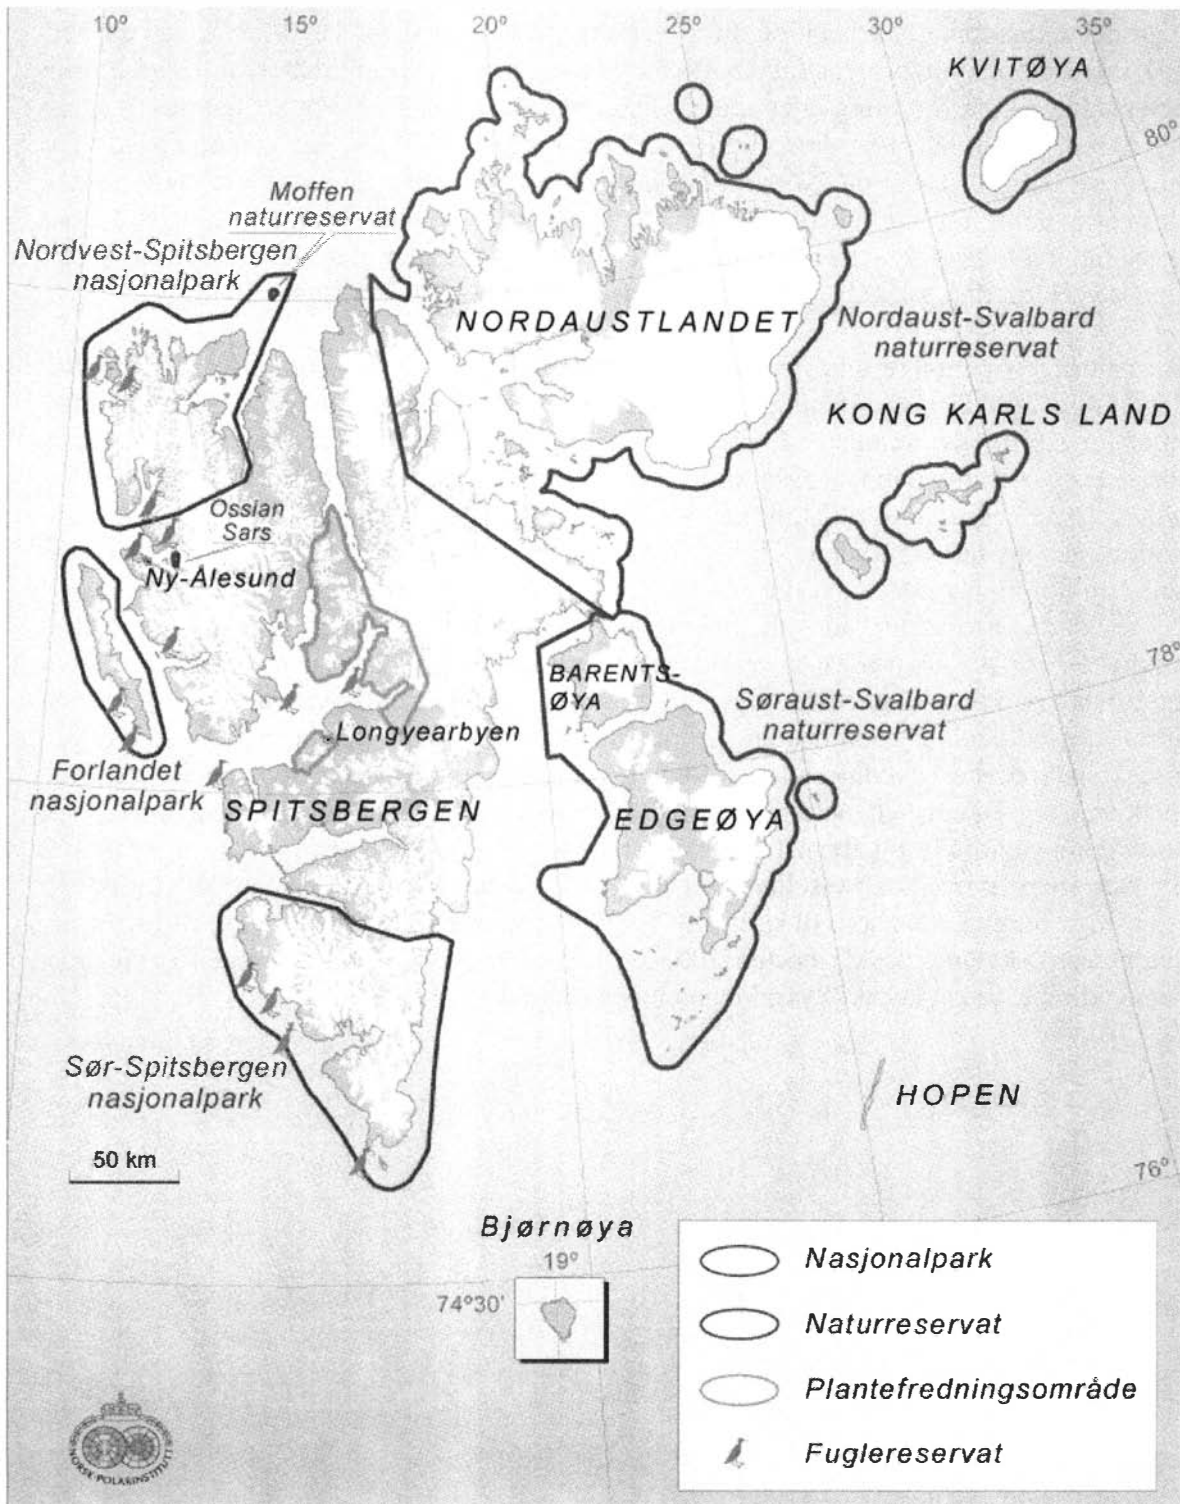 10° 15° 20° 25° 30° 35°
KVITØYA
80°
Moffen
naturreservat
Nordvest-Spitsbergen
nasjonalpark
NORDAUSTLANDET
Nordaust-Svalbard
naturreservat
KONG KARLS LAND
Ossian
Sars
Ny-Ålesund
78°
BARENTS-
ØYA
Søraust-Svalbard
naturreservat
Longyearbyen
Forlandet
nasjonalpark
SPITSBERGEN
EDGEØYA
Sør-Spitsbergen
nasjonalpark
HOPEN
50 km
76°
Bjørnøya
19°
74°30'
Nasjonalpark
Naturreservat
Plantefredningsområde
Fuglereservat
NORSK POLARINSTITUTT